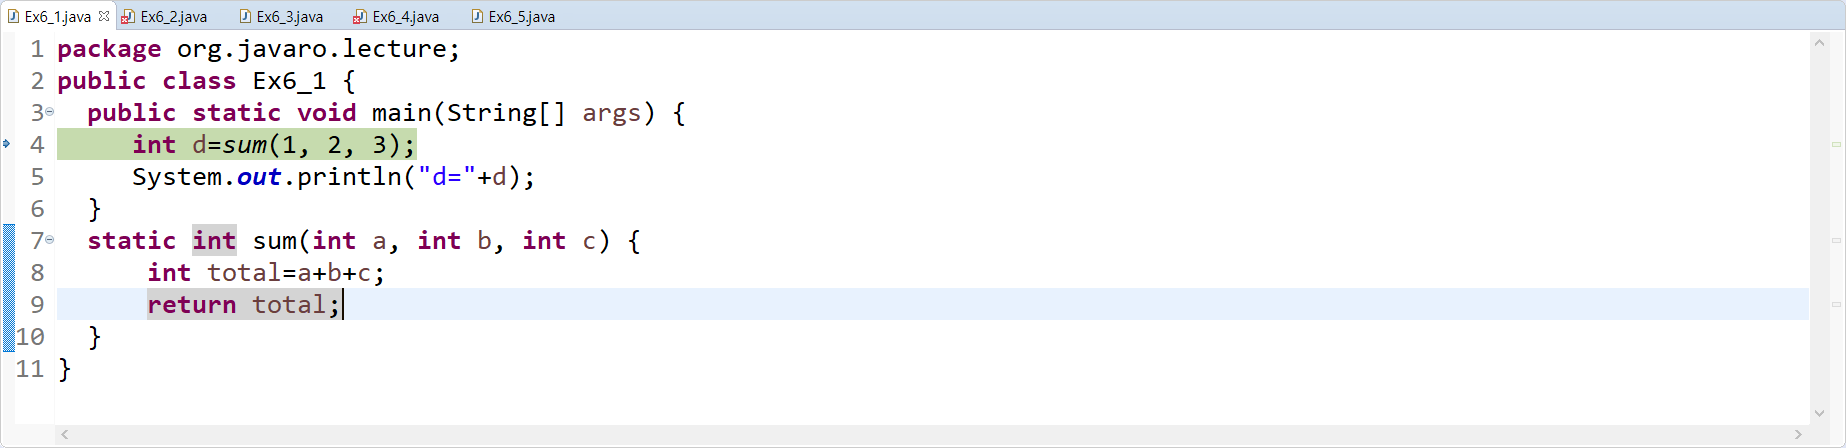 Ex6_1.java Ex6_2.java Ex6_3.java Ex6_4.java Ex6_5.java
1 package org.javaro.lecture;
2 public class Ex6_1 {
3 public static void main(String[] args) {
4 int d=sum(1, 2, 3);
5 System.out.println("d="+d);
6 }
7 static int sum(int a, int b, int c) {
8 int total=a+b+c;
9 return total;
10 }
11 }